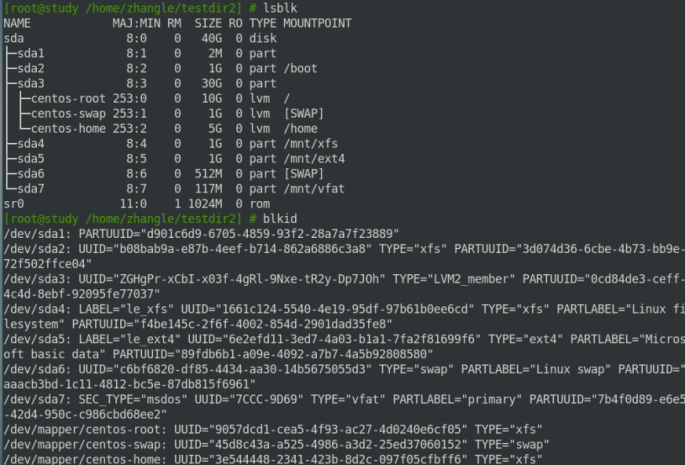 [root@study /home/zhangle/testdir2] # lsblk
NAME            MAJ:MIN RM  SIZE RO TYPE MOUNTPOINT
sda               8:0    0   40G  0 disk
├─sda1            8:1    0    2M  0 part
├─sda2            8:2    0    1G  0 part /boot
├─sda3            8:3    0   30G  0 part
│ ├─centos-root 253:0    0   10G  0 lvm  /
│ ├─centos-swap 253:1    0    1G  0 lvm  [SWAP]
│ └─centos-home 253:2    0    5G  0 lvm  /home
├─sda4            8:4    0    1G  0 part /mnt/xfs
├─sda5            8:5    0    1G  0 part /mnt/ext4
├─sda6            8:6    0  512M  0 part [SWAP]
└─sda7            8:7    0  117M  0 part /mnt/vfat
sr0              11:0    1 1024M  0 rom
[root@study /home/zhangle/testdir2] # blkid
/dev/sda1: PARTUUID="d901c6d9-6705-4859-93f2-28a7a7f23889"
/dev/sda2: UUID="b08bab9a-e87b-4eef-b714-862a6886c3a8" TYPE="xfs" PARTUUID="3d074d36-6cbe-4b73-bb9e-
72f502ffce04"
/dev/sda3: UUID="ZGHgPr-xCbI-x03f-4gRl-9Nxe-tR2y-Dp7JOh" TYPE="LVM2_member" PARTUUID="0cd84de3-ceff-
4c4d-8ebf-92095fe77037"
/dev/sda4: LABEL="le_xfs" UUID="1661c124-5540-4e19-95df-97b61b0ee6cd" TYPE="xfs" PARTLABEL="Linux fi
lesystem" PARTUUID="f4be145c-2f6f-4002-854d-2901dad35fe8"
/dev/sda5: LABEL="le_ext4" UUID="6e2efd11-3ed7-4a03-b1a1-7fa2f81699f6" TYPE="ext4" PARTLABEL="Micros
oft basic data" PARTUUID="89fdb6b1-a09e-4092-a7b7-4a5b92808580"
/dev/sda6: UUID="c6bf6820-df85-4434-aa30-14b5675055d3" TYPE="swap" PARTLABEL="Linux swap" PARTUUID="
aaacb3bd-1c11-4812-bc5e-87db815f6961"
/dev/sda7: SEC_TYPE="msdos" UUID="7CCC-9D69" TYPE="vfat" PARTLABEL="primary" PARTUUID="7b4f0d89-e6e5
-42d4-950c-c986cbd68ee2"
/dev/mapper/centos-root: UUID="9057dcd1-cea5-4f93-ac27-4d0240e6cf05" TYPE="xfs"
/dev/mapper/centos-swap: UUID="45d8c43a-a525-4986-a3d2-25ed37060152" TYPE="swap"
/dev/mapper/centos-home: UUID="3e544448-2341-423b-8d2c-097f05cfbff6" TYPE="xfs"